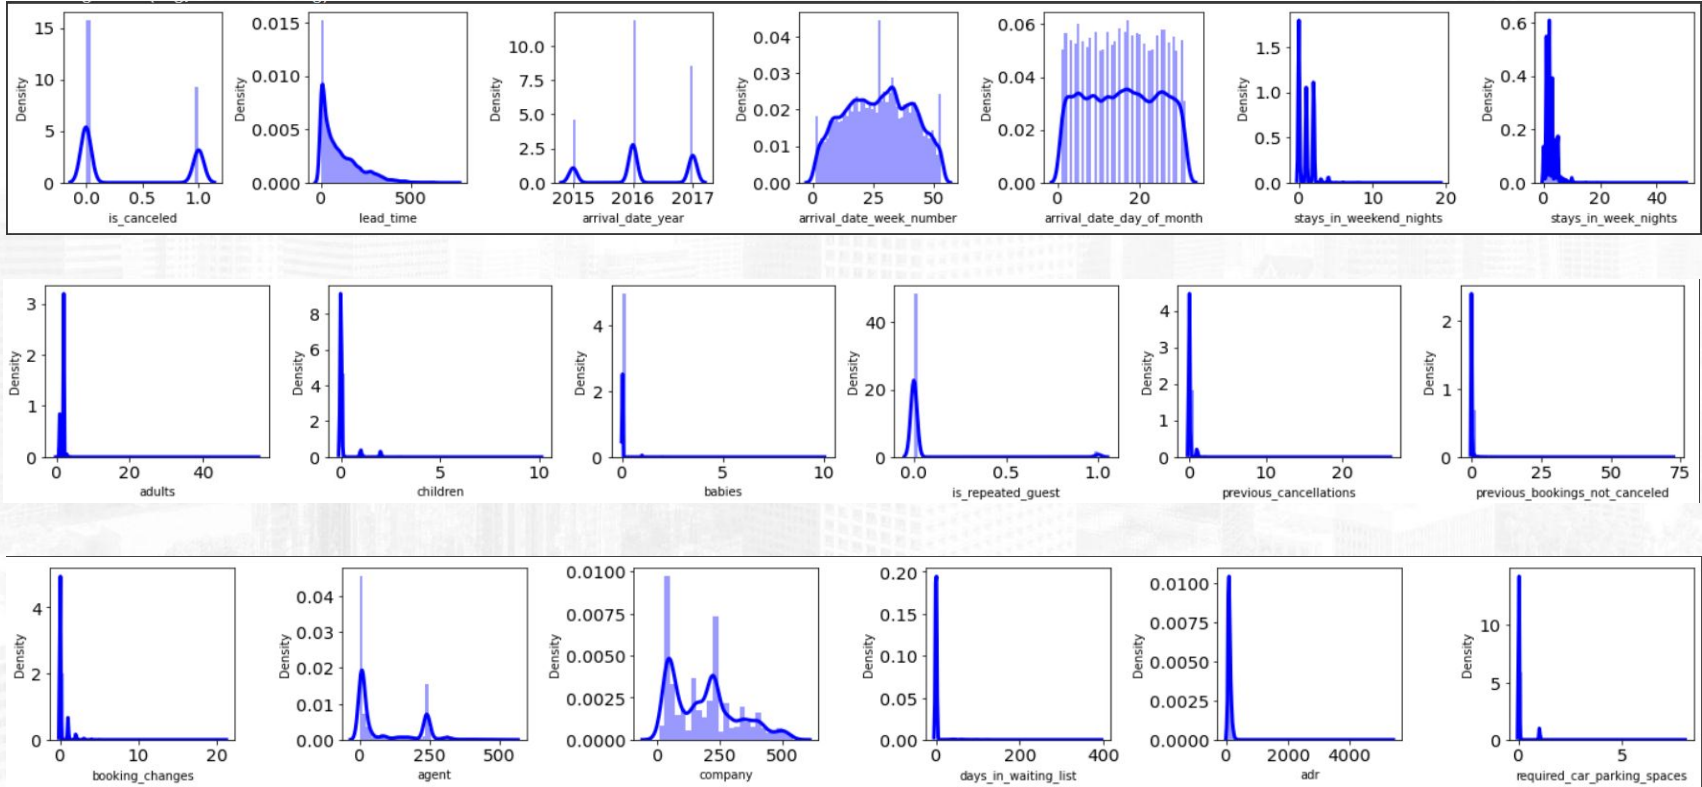 15
10
5
0
Density
0.0 0.5 1.0
is_canceled
0.015
0.010
0.005
0.000
Density
0 500
lead_time
10.0
7.5
5.0
2.5
0.0
Density
2015 2016 2017
arrival_date_year
0.04
0.03
0.02
0.01
0.00
Density
0 25 50
arrival_date_week_number
0.06
0.04
0.02
0.00
Density
0 20
arrival_date_day_of_month
1.5
1.0
0.5
0.0
Density
0 10 20
stays_in_weekend_nights
0.6
0.4
0.2
0.0
Density
0 20 40
stays_in_week_nights
3
2
1
0
Density
0 20 40
adults
8
6
4
2
0
Density
0 5 10
children
4
2
0
Density
0 5 10
babies
40
20
0
Density
0.0 0.5 1.0
is_repeated_guest
4
3
2
1
0
Density
0 10 20
previous_cancellations
2
1
0
Density
0 25 50 75
previous_bookings_not_canceled
4
2
0
Density
0 10 20
booking_changes
0.04
0.03
0.02
0.01
0.00
Density
0 250 500
agent
0.0100
0.0075
0.0050
0.0025
0.0000
Density
0 250 500
company
0.20
0.15
0.10
0.05
0.00
Density
0 200 400
days_in_waiting_list
0.0100
0.0075
0.0050
0.0025
0.0000
Density
0 2000 4000
adr
10
5
0
Density
0 5
required_car_parking_spaces